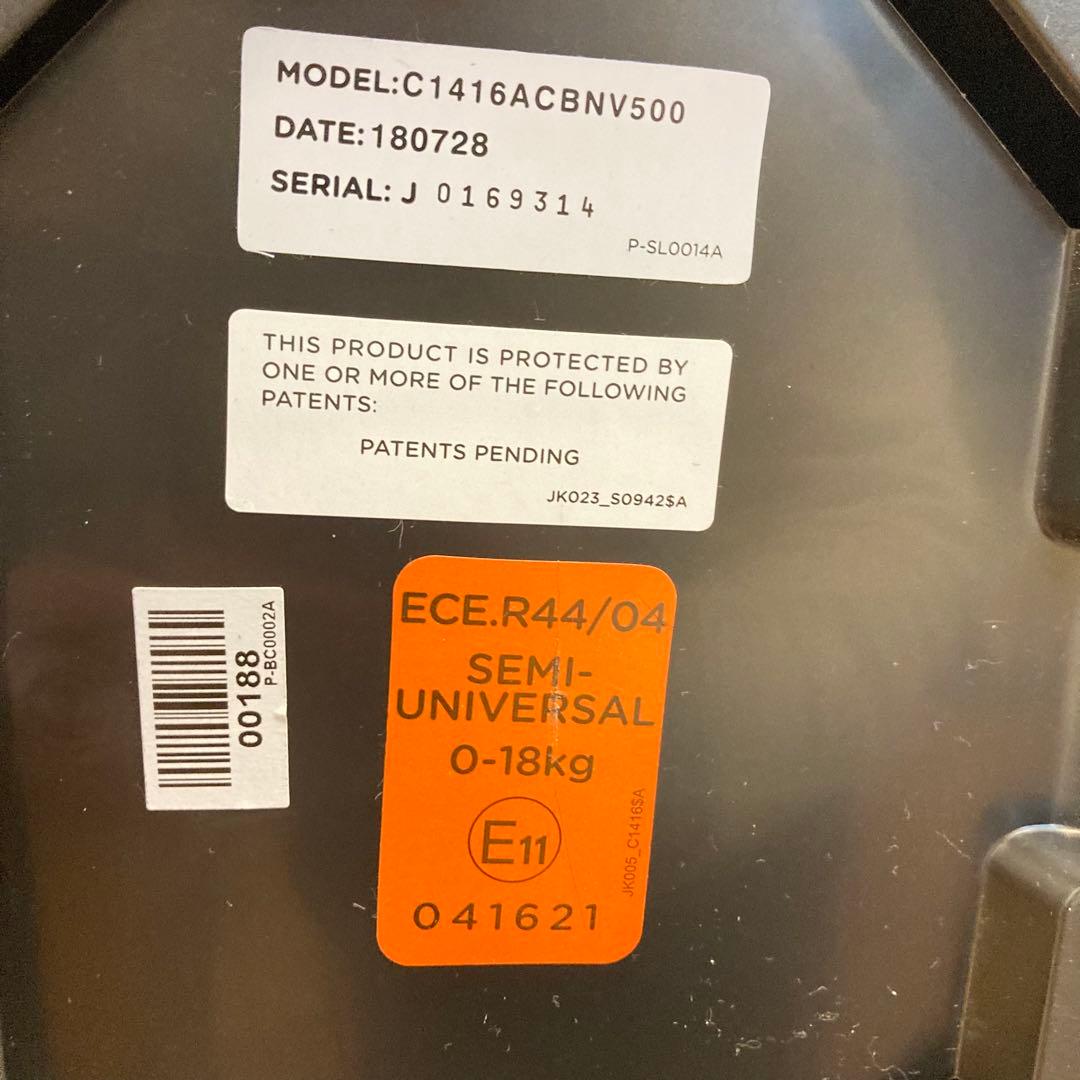 MODEL:C1416ACBNV500
DATE:180728
SERIAL: J 0169314
P-SL0014A
THIS PRODUCT IS PROTECTED BY
ONE OR MORE OF THE FOLLOWING
PATENTS:
PATENTS PENDING
JK023_S0942$A
00188
P-BC0002A
ECE.R44/04
SEMI-
UNIVERSAL
0-18kg
E11
JK005_C1416$A
041621